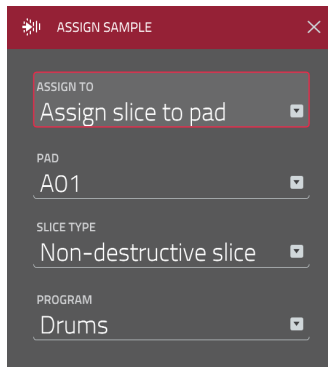 ASSIGN SAMPLE
ASSIGN TO
Assign slice to pad
PAD
A01
SLICE TYPE
Non-destructive slice
PROGRAM
Drums